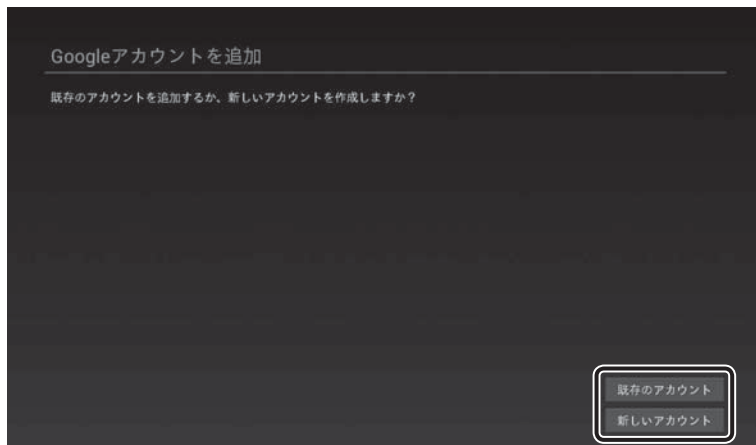 Googleアカウントを追加
既存のアカウントを追加するか、新しいアカウントを作成しますか？
既存のアカウント
新しいアカウント